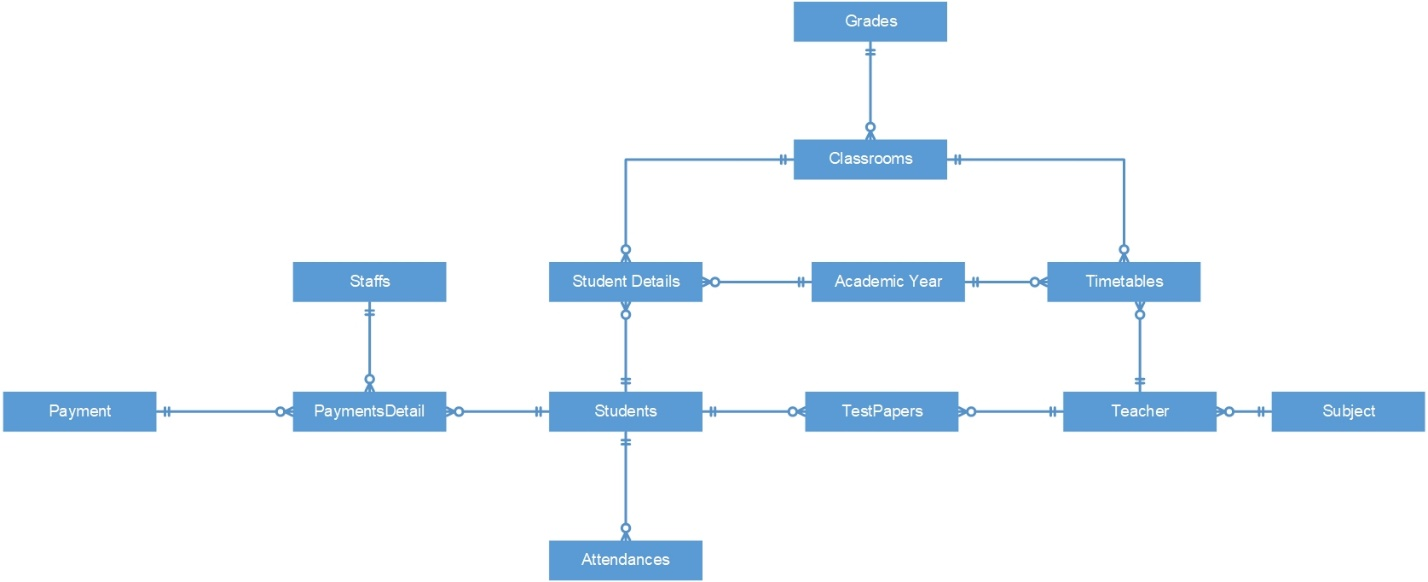 Grades
Classrooms
Staffs
Student Details
Academic Year
Timetables
Payment
PaymentsDetail
Students
TestPapers
Teacher
Subject
Attendances